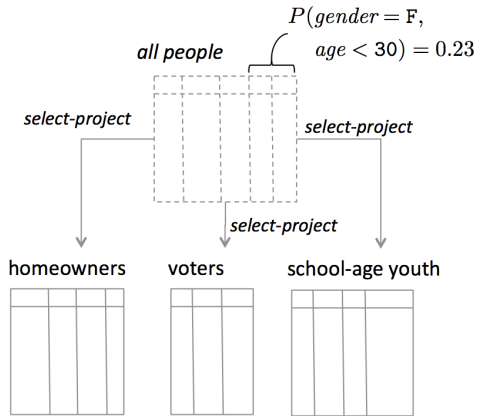 P(gender = F,
age < 30) = 0.23
all people
select-project
select-project
select-project
homeowners
voters
school-age youth